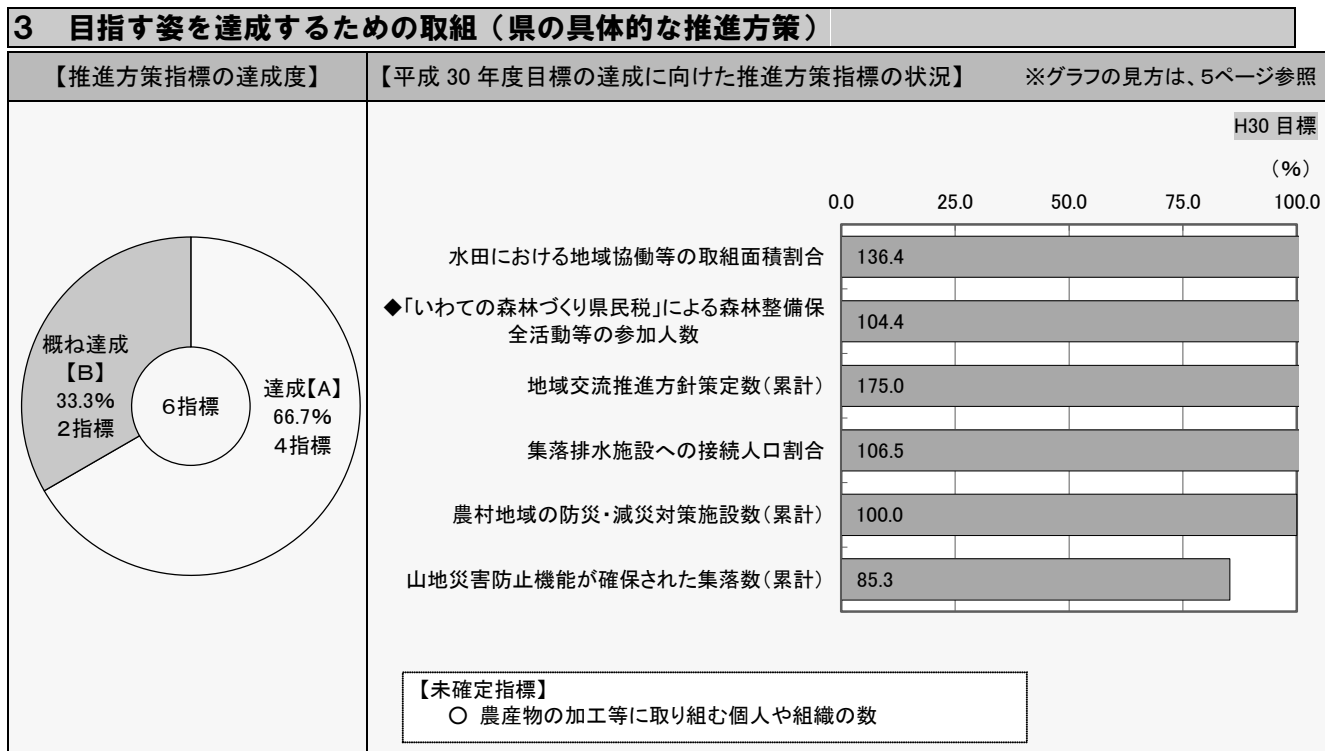 ３　目指す姿を達成するための取組（県の具体的な推進方策）
【推進方策指標の達成度】
【平成 30 年度目標の達成に向けた推進方策指標の状況】　※グラフの見方は、５ページ参照
概ね達成
【Ｂ】
33.3%
２指標
６指標
達成【A】
66.7%
４指標
H30 目標
（%）
0.0 25.0 50.0 75.0 100.0
水田における地域協働等の取組面積割合 136.4
◆「いわての森林づくり県民税」による森林整備保
全活動等の参加人数 104.4
地域交流推進方針策定数（累計） 175.0
集落排水施設への接続人口割合 106.5
農村地域の防災・減災対策施設数（累計） 100.0
山地災害防止機能が確保された集落数（累計） 85.3
【未確定指標】
○ 農産物の加工等に取り組む個人や組織の数